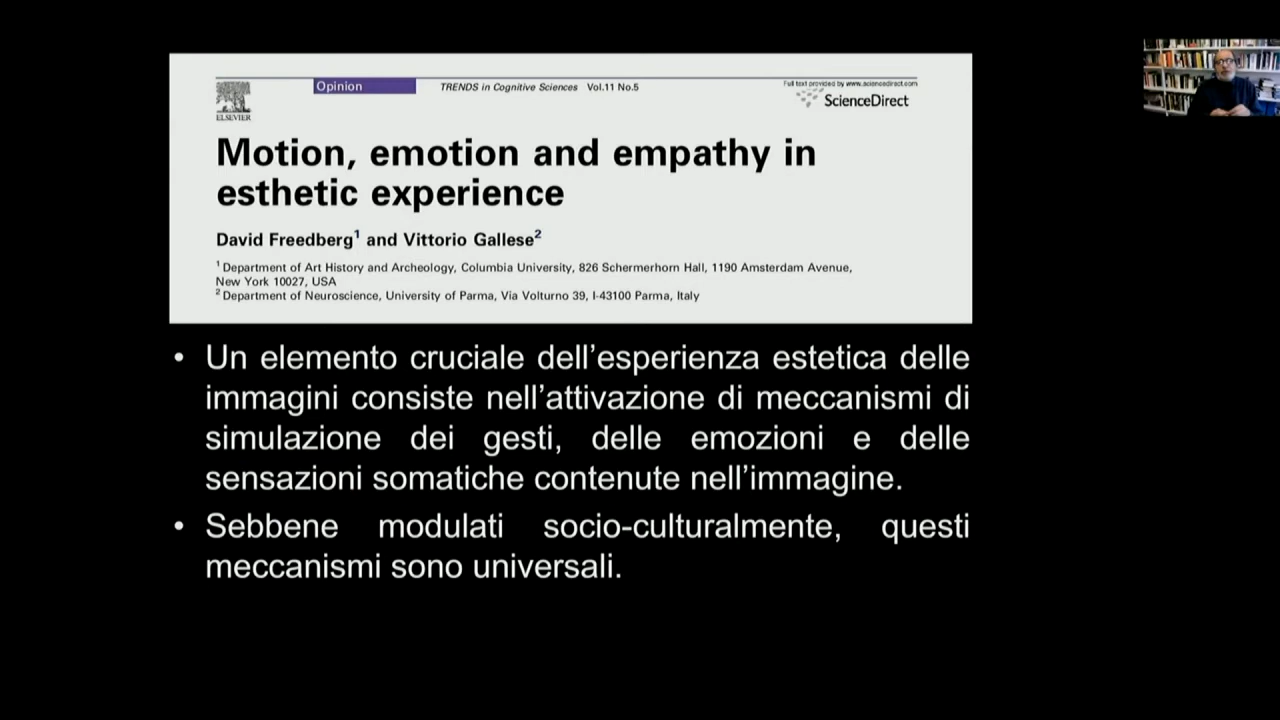 Opinion
TRENDS in Cognitive Sciences Vol.11 No.5
Full text provided by www.sciencedirect.com
ELSEVIER
ScienceDirect
Motion, emotion and empathy in
esthetic experience
David Freedberg1 and Vittorio Gallese2
1 Department of Art History and Archeology, Columbia University, 826 Schermerhorn Hall, 1190 Amsterdam Avenue,
New York 10027, USA
2 Department of Neuroscience, University of Parma, Via Volturno 39, I-43100 Parma, Italy
• Un elemento cruciale dell’esperienza estetica delle
immagini consiste nell’attivazione di meccanismi di
simulazione dei gesti, delle emozioni e delle
sensazioni somatiche contenute nell’immagine.
• Sebbene modulati socio-culturalmente, questi
meccanismi sono universali.